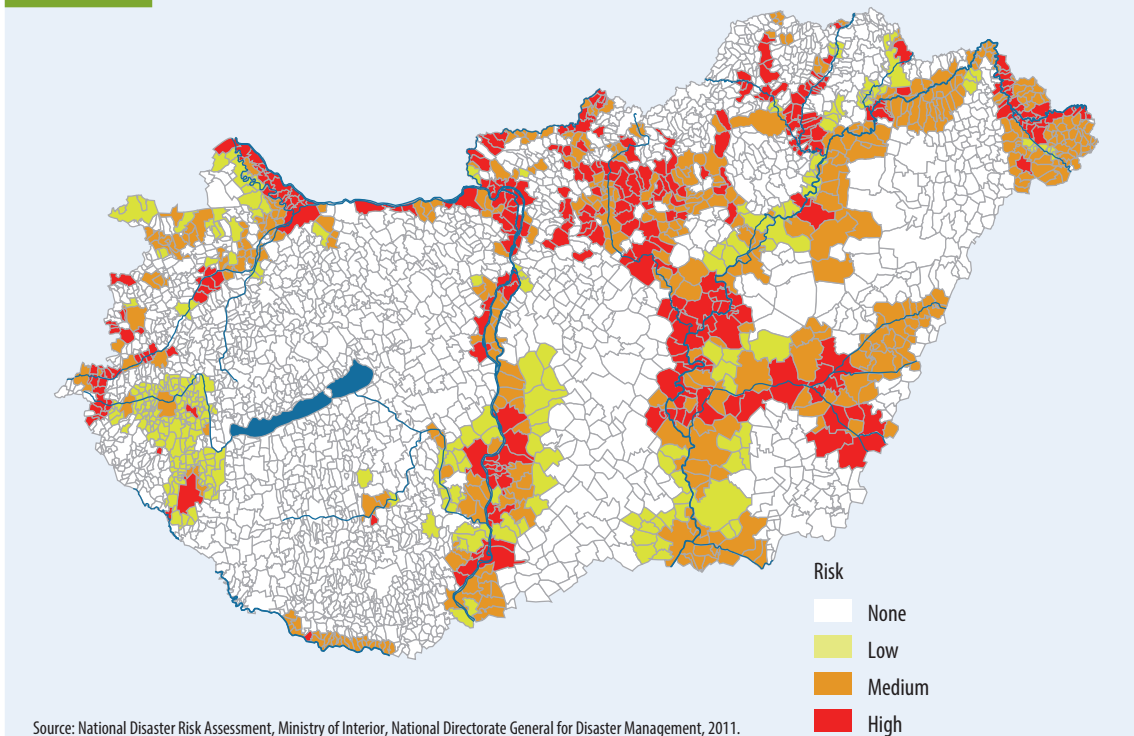 Risk
None
Low
Medium
High
Source: National Disaster Risk Assessment, Ministry of Interior, National Directorate General for Disaster Management, 2011.